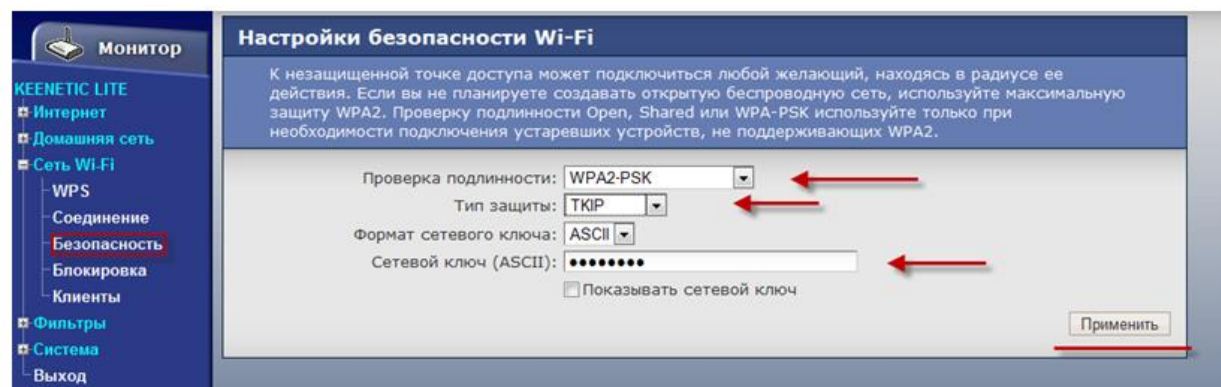 Монитор
KEENETIC LITE
Интернет
Домашняя сеть
Сеть Wi-Fi
WPS
Соединение
Безопасность
Блокировка
Клиенты
Фильтры
Система
Выход
Настройки безопасности Wi-Fi
К незащищенной точке доступа может подключиться любой желающий, находясь в радиусе ее
действия. Если вы не планируете создавать открытую беспроводную сеть, используйте максимальную
защиту WPA2. Проверку подлинности Open, Shared или WPA-PSK используйте только при
необходимости подключения устаревших устройств, не поддерживающих WPA2.
Проверка подлинности: WPA2-PSK
Тип защиты: TKIP
Формат сетевого ключа: ASCII
Сетевой ключ (ASCII): ••••••••
Показывать сетевой ключ
Применить